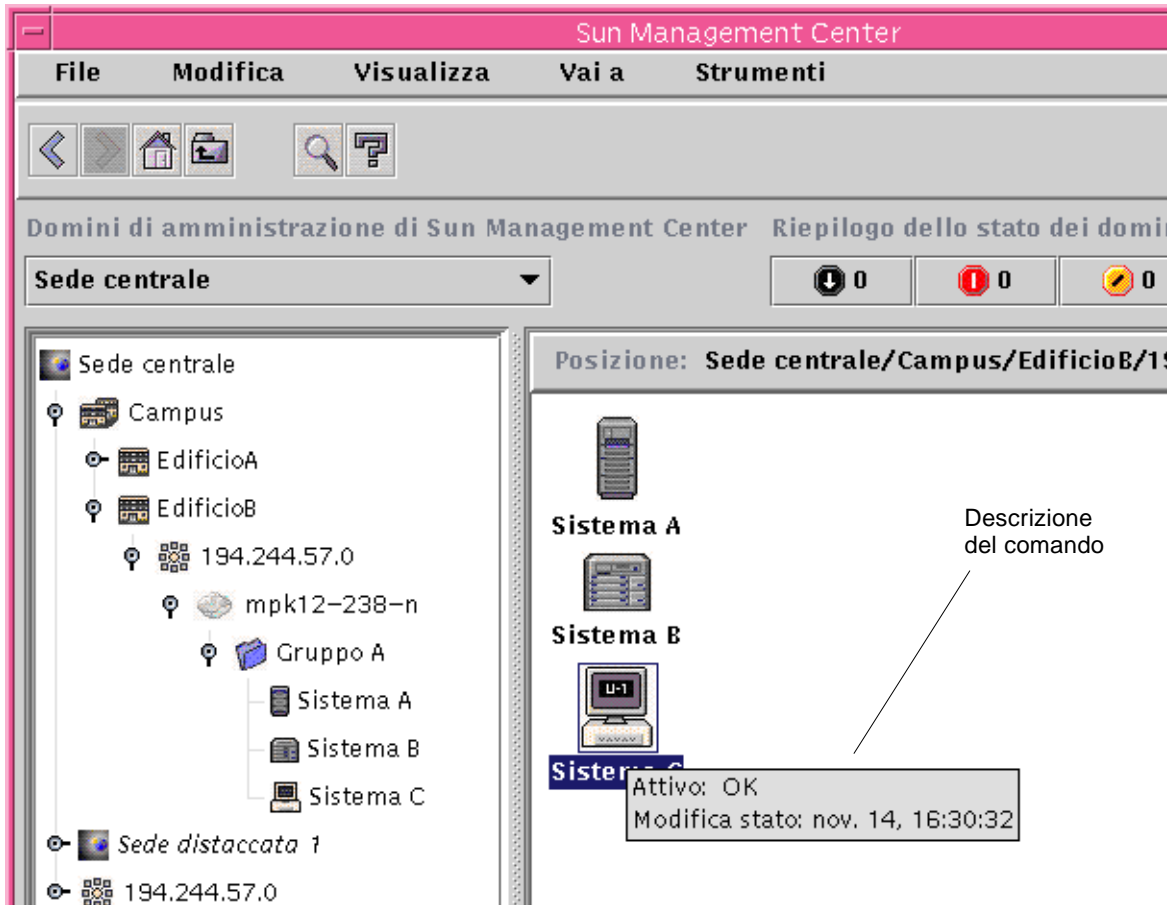 Sun Management Center
File Modifica Visualizza Vai a Strumenti
Domini di amministrazione di Sun Management Center Riepilogo dello stato dei domi
Sede centrale
0 0 0
Sede centrale
Campus
EdificioA
EdificioB
194.244.57.0
mpk12-238-n
Gruppo A
Sistema A
Sistema B
Sistema C
Sede distaccata 1
194.244.57.0
Posizione: Sede centrale/Campus/EdificioB/19
Sistema A
Sistema B
U-1
Sistema C
Descrizione
del comando
Attivo: OK
Modifica stato: nov. 14, 16:30:32